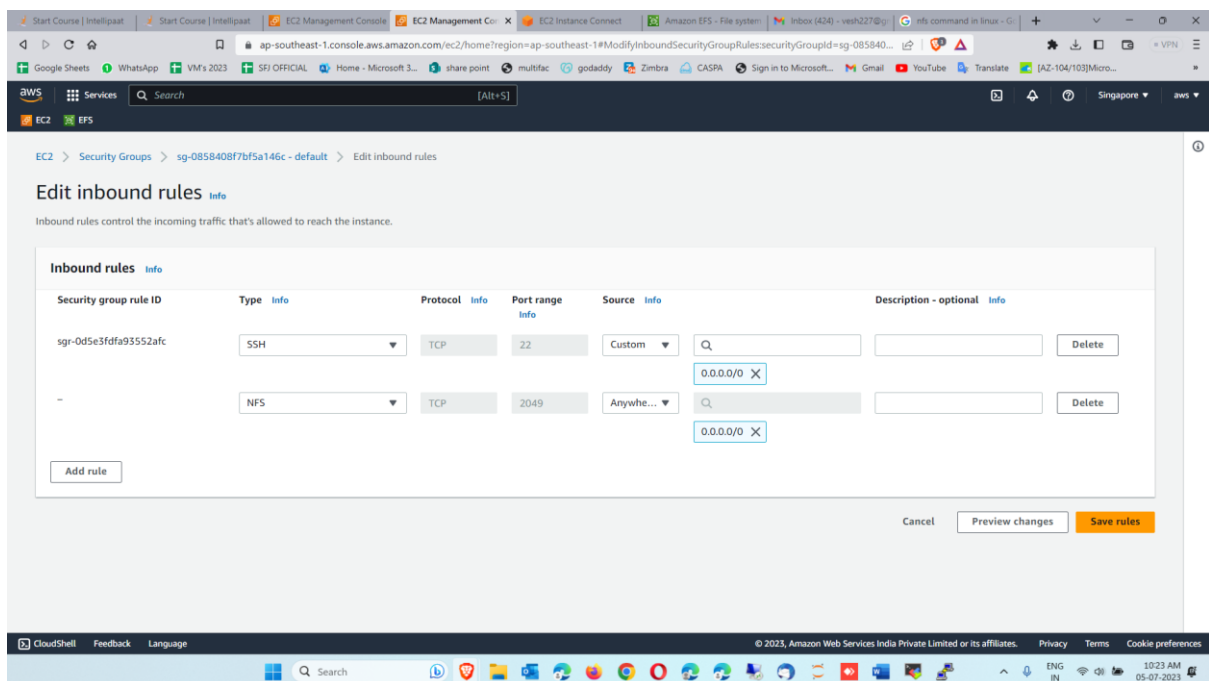 Start Course | Intellipaat Start Course | Intellipaat EC2 Management Console EC2 Management Con EC2 Instance Connect Amazon EFS - File system Inbox (424) - vesh227@g nfs command in linux - G
ap-southeast-1.console.aws.amazon.com/ec2/home?region=ap-southeast-1#ModifyInboundSecurityGroupRules:securityGroupId=sg-085840... VPN
Google Sheets WhatsApp VM's 2023 SFJ OFFICIAL Home - Microsoft 3... share point multifac godaddy Zimbra CASPA Sign in to Microsoft... Gmail YouTube Translate [AZ-104/103]Micro... »
aws Services Search [Alt+S] Singapore aws
EC2 EFS
EC2 > Security Groups > sg-0858408f7bf5a146c - default > Edit inbound rules
Edit inbound rules Info
Inbound rules control the incoming traffic that's allowed to reach the instance.
Inbound rules Info
Security group rule ID Type Info Protocol Info Port range Info Source Info Description - optional Info
sgr-0d5e3fdfa93552afc SSH TCP 22 Custom Delete
0.0.0.0/0
– NFS TCP 2049 Anywhe... Delete
0.0.0.0/0
Add rule
Cancel Preview changes Save rules
CloudShell Feedback Language © 2023, Amazon Web Services India Private Limited or its affiliates. Privacy Terms Cookie preferences
Search ENG 10:23 AM
IN 05-07-2023